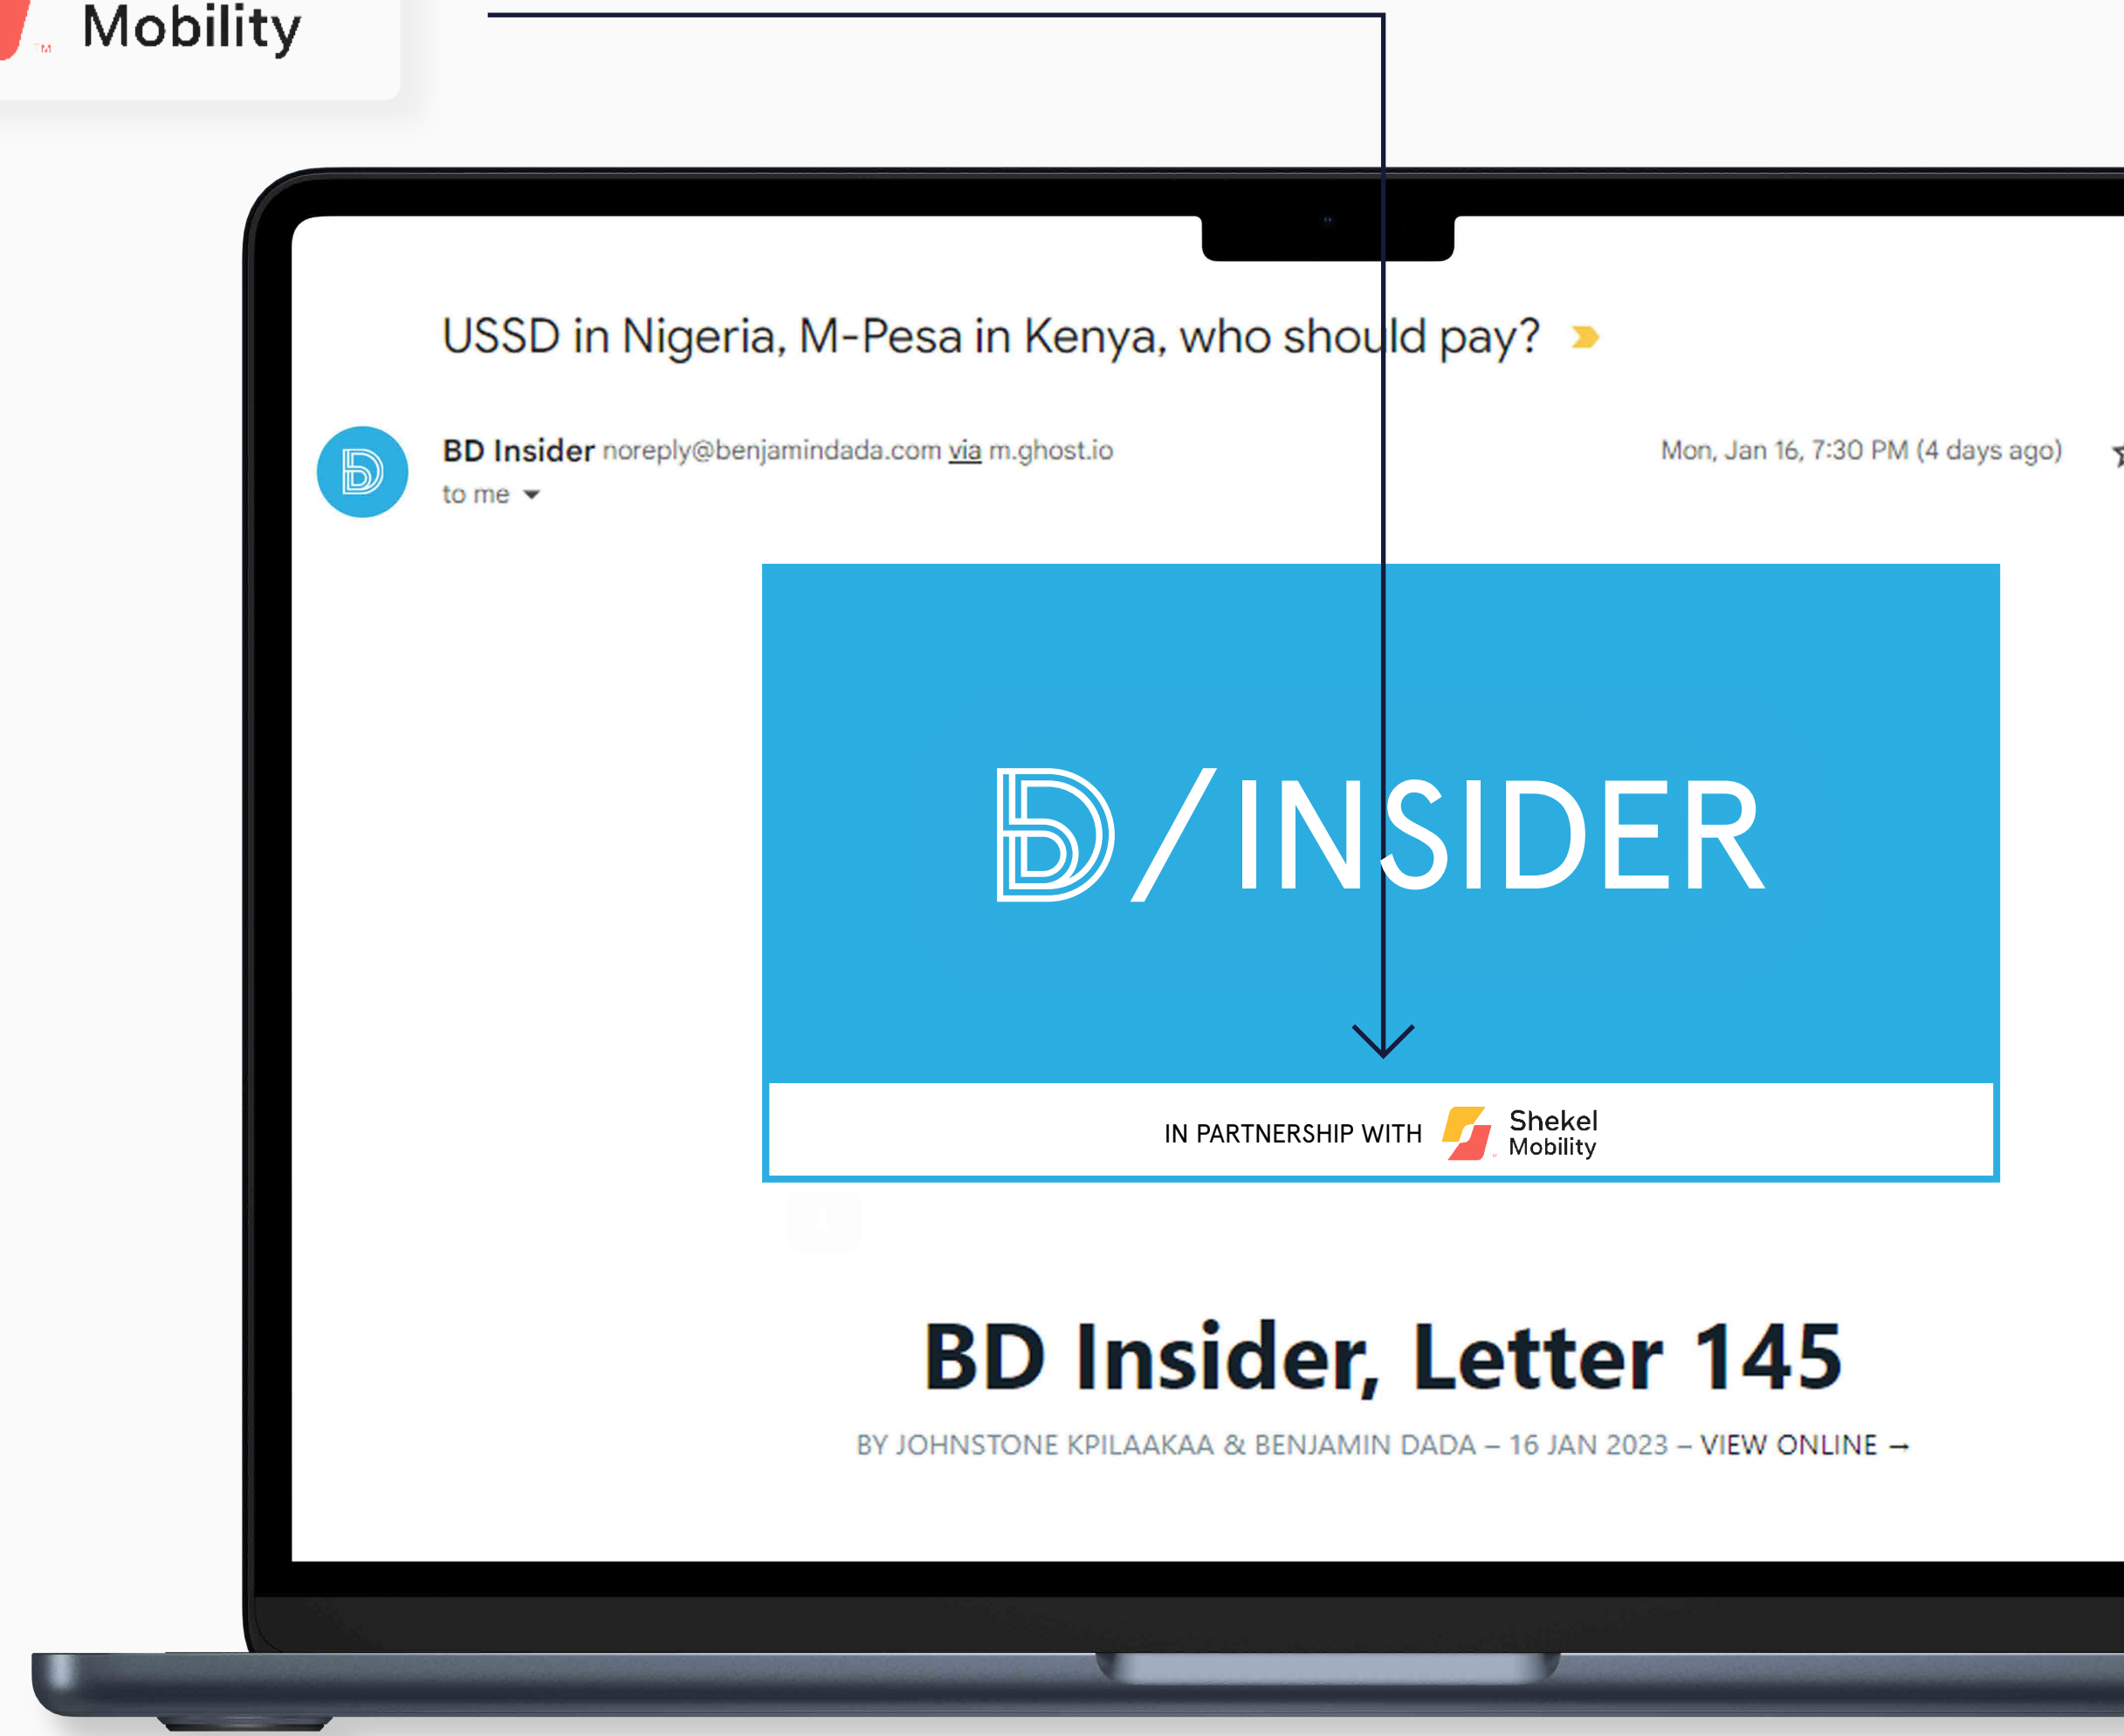 Mobility
TM
USSD in Nigeria, M-Pesa in Kenya, who should pay?
BD Insider noreply@benjamindada.com via m.ghost.io
Mon, Jan 16, 7:30 PM (4 days ago)
to me
BD/INSIDER
IN PARTNERSHIP WITH Shekel Mobility
BD Insider, Letter 145
BY JOHNSTONE KPILAAKAA & BENJAMIN DADA – 16 JAN 2023 – VIEW ONLINE →